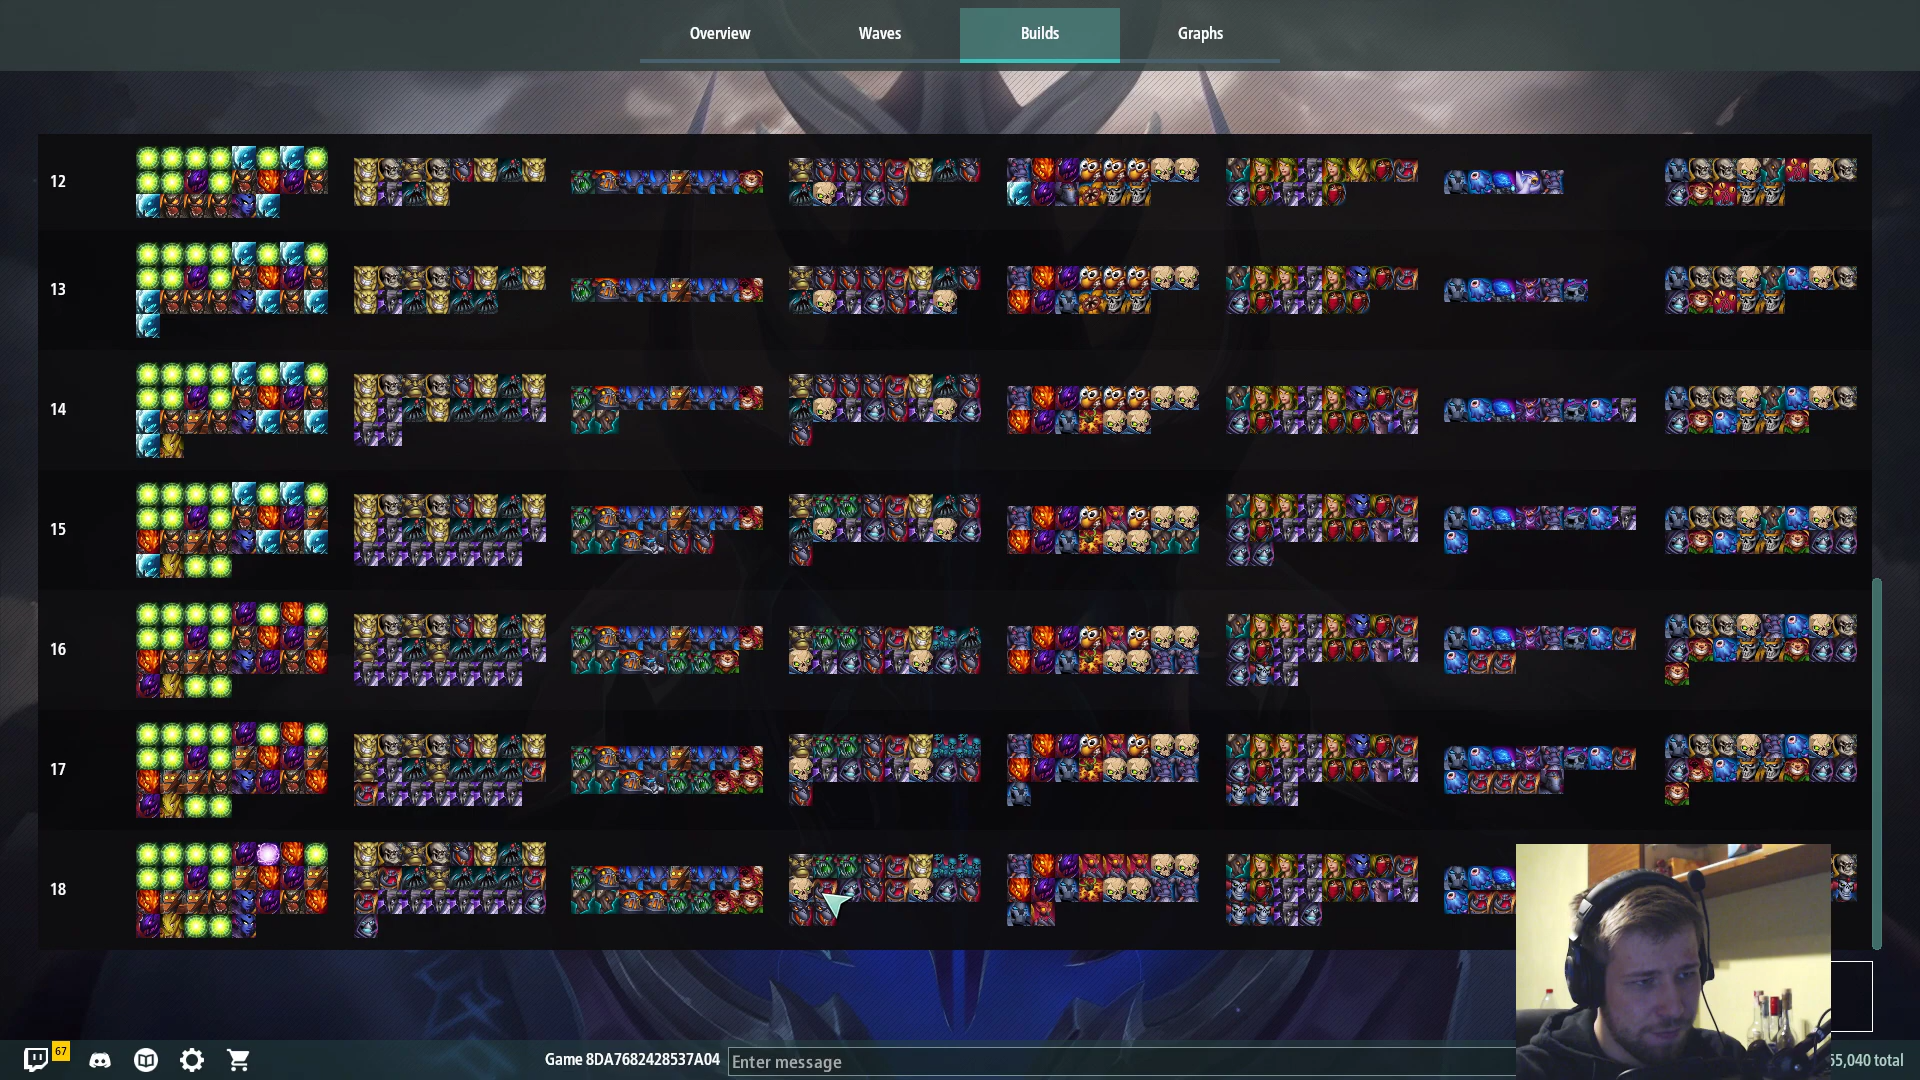 Overview Waves Builds Graphs
12
13
14
15
16
17
18
67
Game 8DA7682428537A04 Enter message
55,040 total